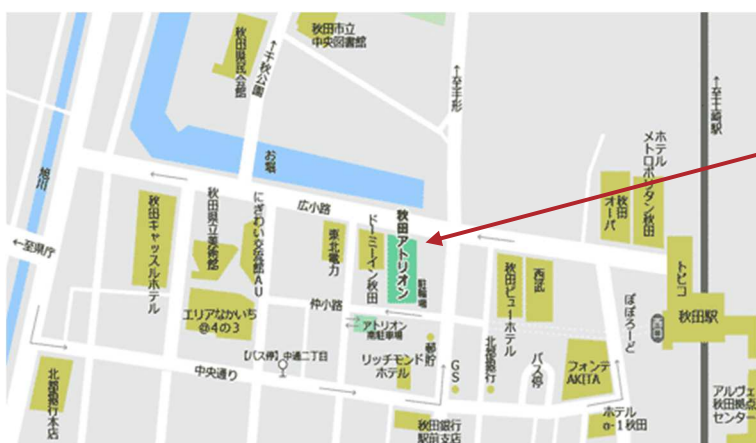 秋田市立
中央図書館
秋田県民会館
↑千秋公園
↑至手形
↑至土崎駅
ホテル
メトロポリタン秋田
秋田
オーパ
お堀
旭川
広小路
秋田アトリオン
駐輪場
ドーミーイン秋田
東北電力
にぎわい交流館AU
秋田県立美術館
秋田キャッスルホテル
←至県庁
トピコ
秋田駅
西口
ぽぽろーど
西武
秋田ビューホテル
仲小路
エリアなかいち
@4の3
アトリオン
南駐車場
郵貯
北都銀行
GS
バス停
フォンテ
AKITA
【バス停】中通二丁目
リッチモンド
ホテル
中央通り
北都銀行本店
秋田銀行
駅前支店
ホテル
α-1秋田
アルヴェ
秋田拠点
センター